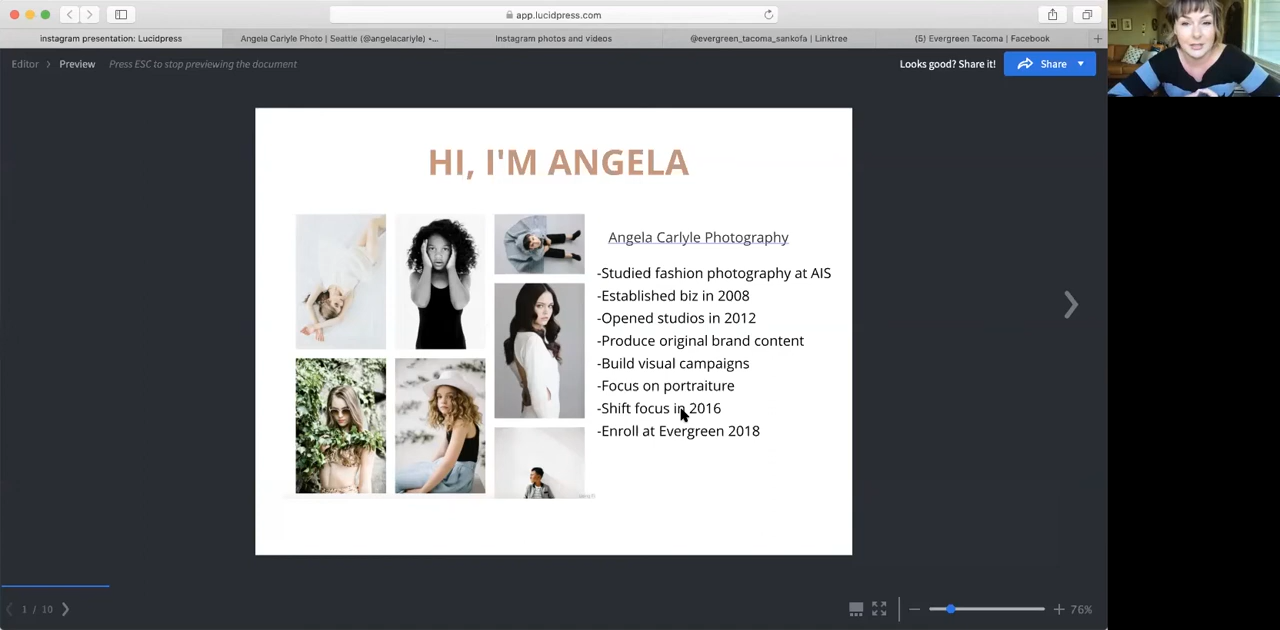 app.lucidpress.com
instagram presentation: Lucidpress
Angela Carlyle Photo | Seattle (@angelacarlyle) •...
Instagram photos and videos
@evergreen_tacoma_sankofa | Linktree
(5) Evergreen Tacoma | Facebook
Editor > Preview Press ESC to stop previewing the document
Looks good? Share it! Share
HI, I'M ANGELA
Angela Carlyle Photography
-Studied fashion photography at AIS
-Established biz in 2008
-Opened studios in 2012
-Produce original brand content
-Build visual campaigns
-Focus on portraiture
-Shift focus in 2016
-Enroll at Evergreen 2018
1 / 10
76%